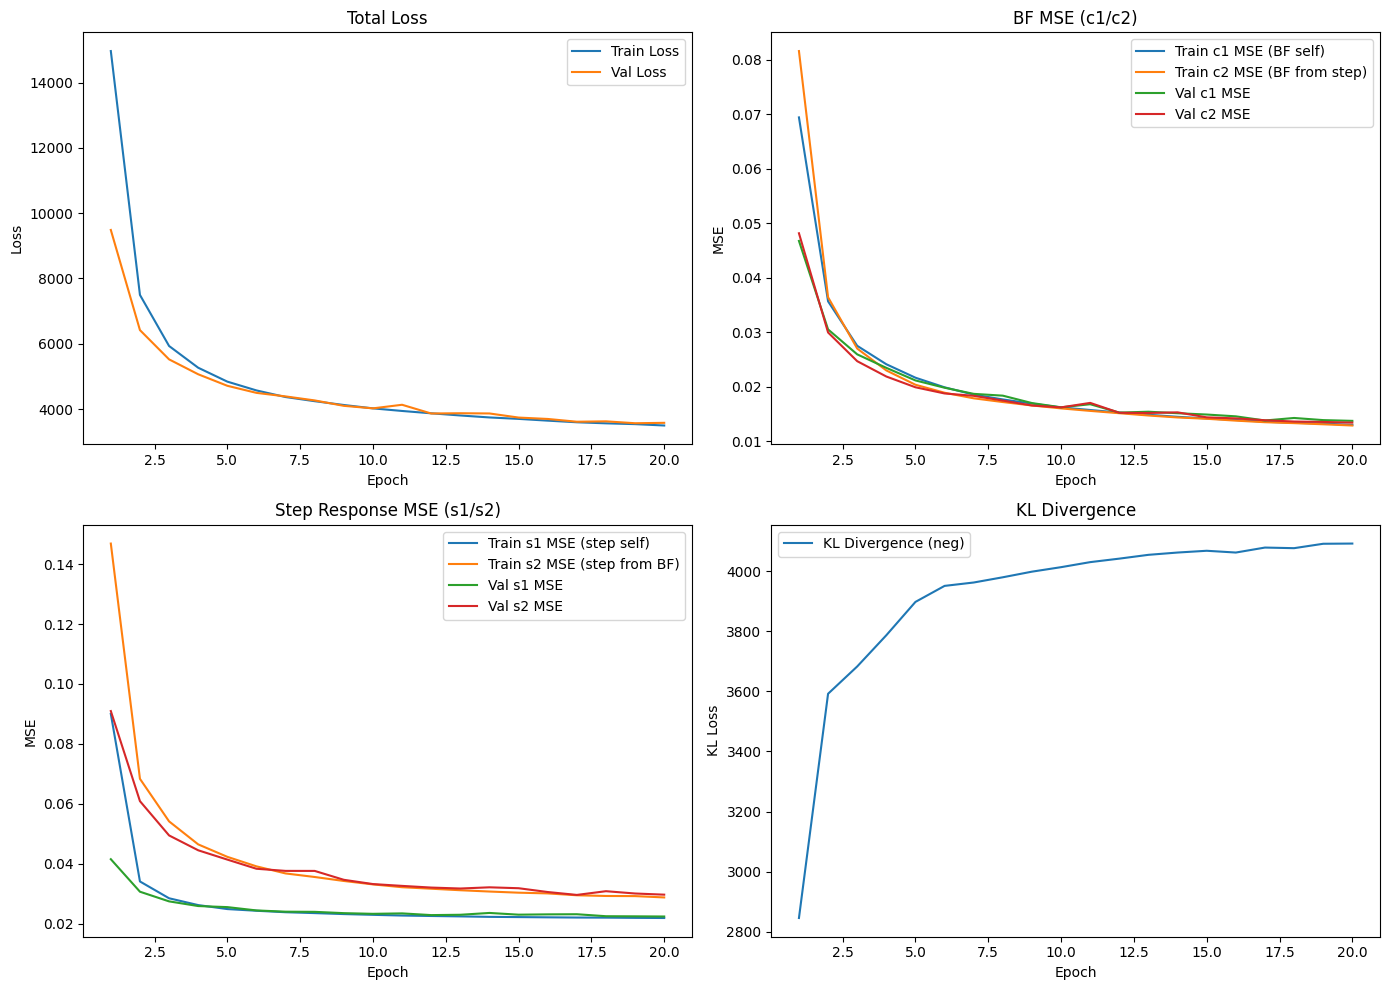 Total Loss
Train Loss
Val Loss
14000
12000
10000
8000
6000
4000
Loss
2.5 5.0 7.5 10.0 12.5 15.0 17.5 20.0
Epoch
BF MSE (c1/c2)
Train c1 MSE (BF self)
Train c2 MSE (BF from step)
Val c1 MSE
Val c2 MSE
0.08
0.07
0.06
0.05
0.04
0.03
0.02
0.01
MSE
2.5 5.0 7.5 10.0 12.5 15.0 17.5 20.0
Epoch
Step Response MSE (s1/s2)
Train s1 MSE (step self)
Train s2 MSE (step from BF)
Val s1 MSE
Val s2 MSE
0.14
0.12
0.10
0.08
0.06
0.04
0.02
MSE
2.5 5.0 7.5 10.0 12.5 15.0 17.5 20.0
Epoch
KL Divergence
KL Divergence (neg)
4000
3800
3600
3400
3200
3000
2800
KL Loss
2.5 5.0 7.5 10.0 12.5 15.0 17.5 20.0
Epoch